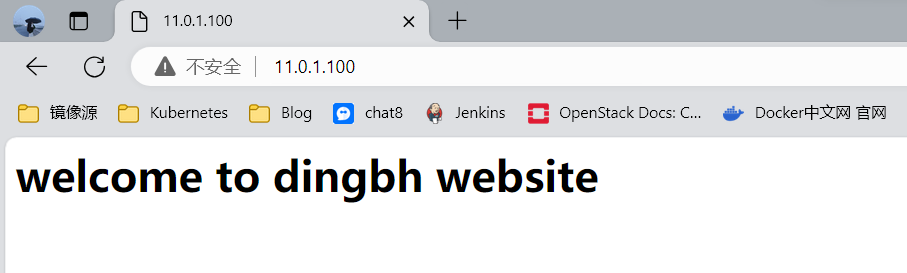 11.0.1.100
不安全 11.0.1.100
镜像源 Kubernetes Blog chat8 Jenkins OpenStack Docs: C... Docker中文网 官网
welcome to dingbh website